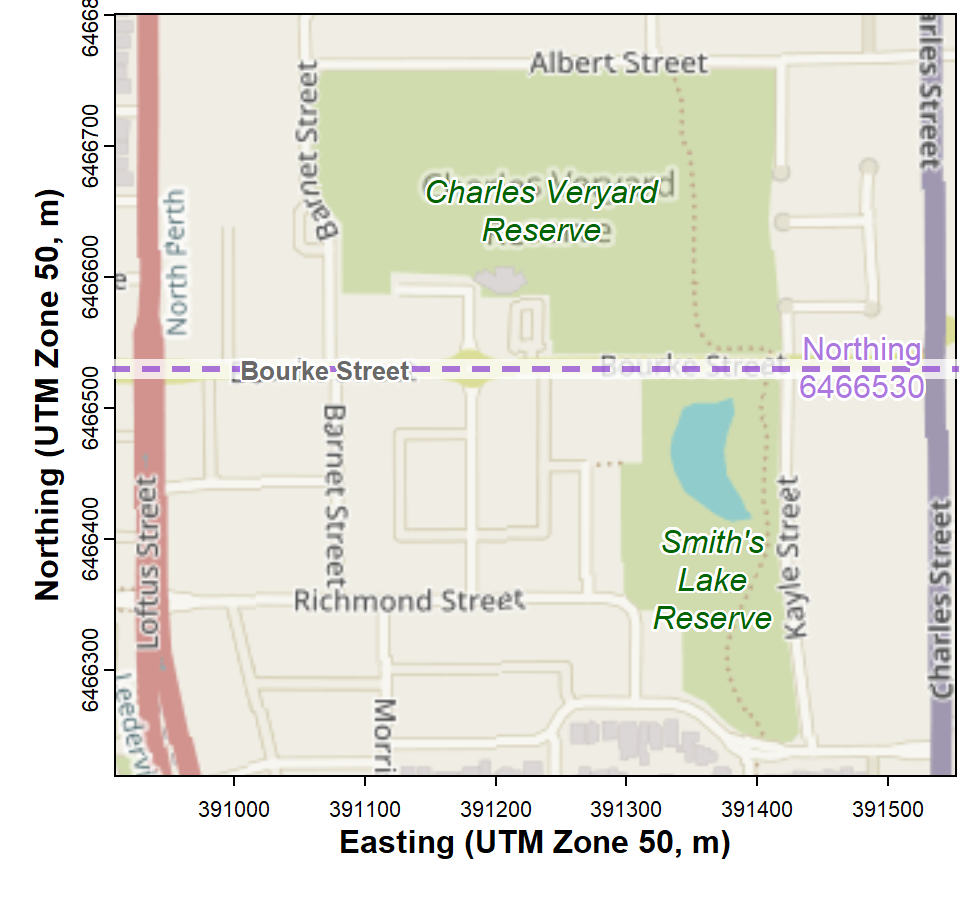 Albert Street
Barnet Street
Charles Street
Charles Veryard
Reserve
North Perth
Bourke Street
Bourke Street
Northing
6466530
Barnet Street
Loftus Street
Smith's
Lake
Reserve
Kayle Street
Charles Street
Richmond Street
Morri
Leedervi
64668
6466700
6466600
6466500
6466400
6466300
Northing (UTM Zone 50, m)
391000 391100 391200 391300 391400 391500
Easting (UTM Zone 50, m)